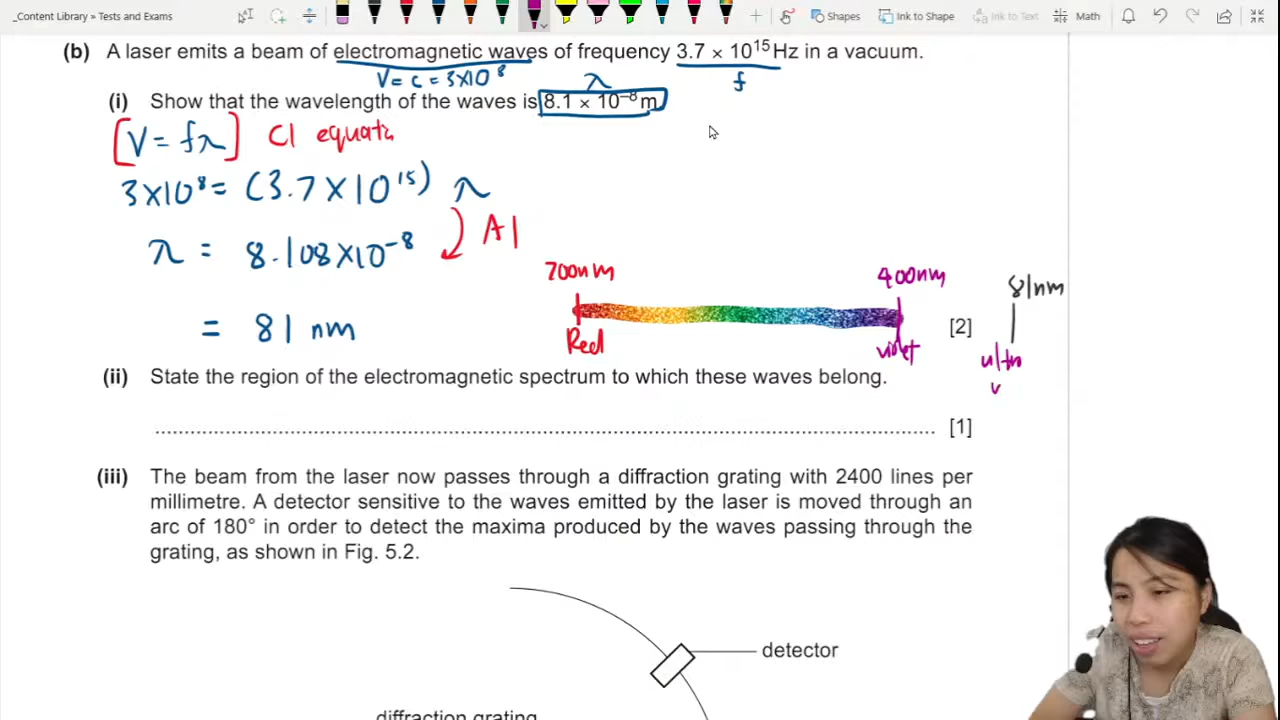 _Content Library » Tests and Exams
Shapes
Ink to Shape
Ink to Text
Math
(b) A laser emits a beam of electromagnetic waves of frequency 3.7 × 10¹⁵ Hz in a vacuum.
V = C = 3×10⁸
λ
f
(i) Show that the wavelength of the waves is 8.1 × 10⁻⁸ m
[V = fλ] C1 equatn
3×10⁸ = (3.7 × 10¹⁵) λ
A1
λ = 8.108×10⁻⁸
700nm
400nm
81nm
= 81 nm
Red
violet
[2]
ultra
v
(ii) State the region of the electromagnetic spectrum to which these waves belong.
[1]
(iii) The beam from the laser now passes through a diffraction grating with 2400 lines per
millimetre. A detector sensitive to the waves emitted by the laser is moved through an
arc of 180° in order to detect the maxima produced by the waves passing through the
grating, as shown in Fig. 5.2.
detector
diffraction grating